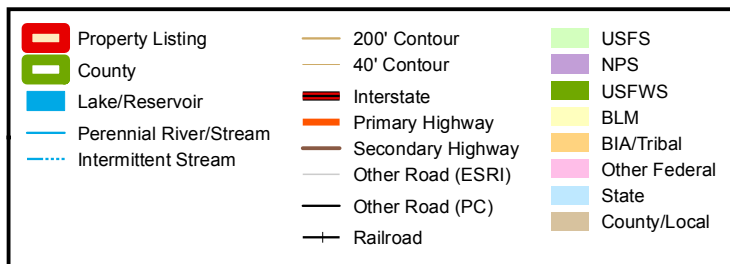 Property Listing
County
Lake/Reservoir
Perennial River/Stream
Intermittent Stream
200' Contour
40' Contour
Interstate
Primary Highway
Secondary Highway
Other Road (ESRI)
Other Road (PC)
Railroad
USFS
NPS
USFWS
BLM
BIA/Tribal
Other Federal
State
County/Local